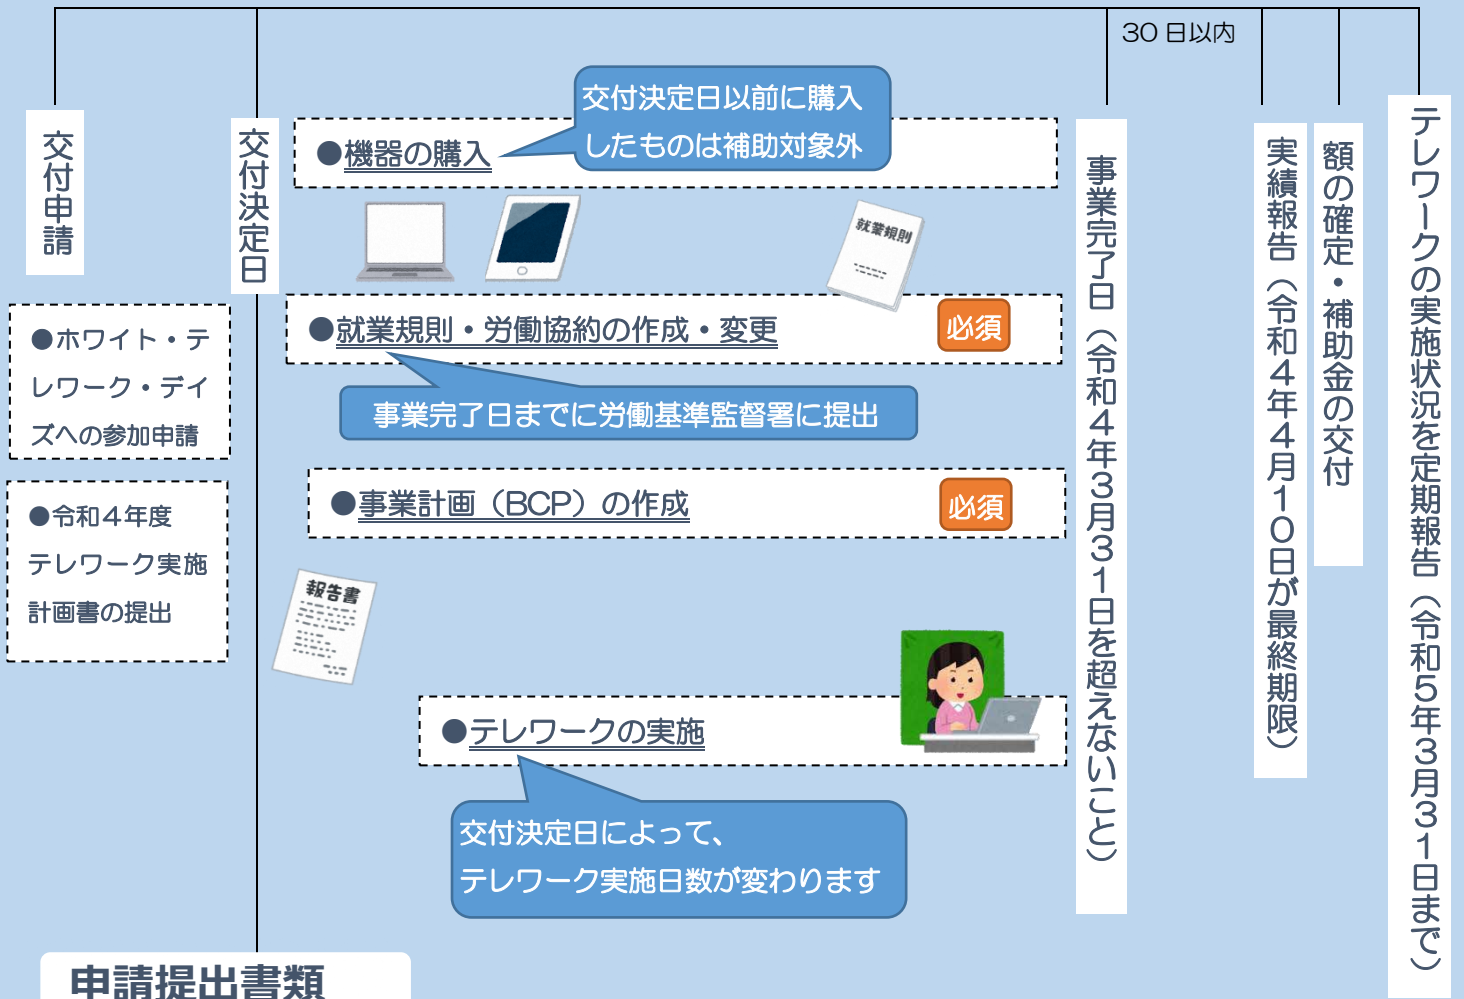 30日以内
交付申請
交付決定日
●機器の購入
交付決定日以前に購入
したものは補助対象外
就業規則
●ホワイト・テ
レワーク・デイ
ズへの参加申請
●令和4年度
テレワーク実施
計画書の提出
●就業規則・労働協約の作成・変更
必須
事業完了日までに労働基準監督署に提出
●事業計画（BCP）の作成
必須
報告書
●テレワークの実施
交付決定日によって、
テレワーク実施日数が変わります
事業完了日（令和４年３月３１日を超えないこと）
実績報告（令和４年４月１０日が最終期限）
額の確定・補助金の交付
テレワークの実施状況を定期報告（令和５年３月３１日まで）
申請提出書類